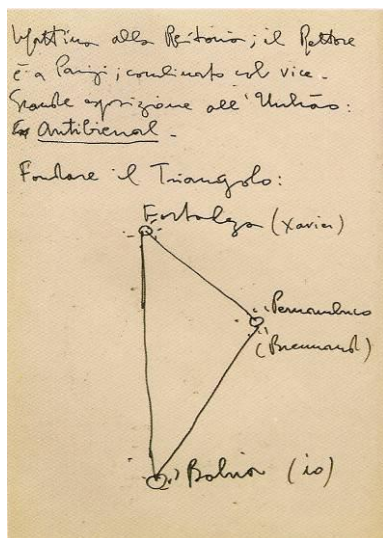 Mattina alla Reitoria; il Rettore
è a Parigi; combinato col vice.
Grande esposizione all'Unhão:
Antibienal.
Fondare il Triangolo:
Fortaleza (Xavier)
Pernambuco
(Brennand)
Bahia (io)